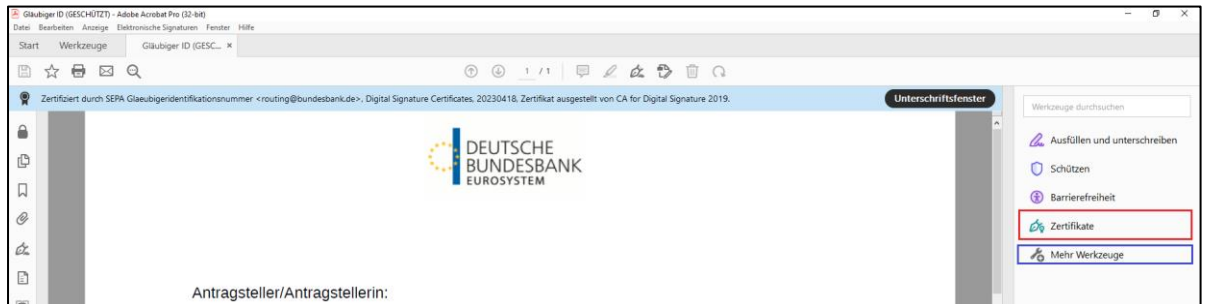 Gläubiger ID (GESCHÜTZT) - Adobe Acrobat Pro (32-bit)
Datei Bearbeiten Anzeige Elektronische Signaturen Fenster Hilfe
Start Werkzeuge Gläubiger ID (GESC... ×
1 / 1
Zertifiziert durch SEPA Glaeubigeridentifikationsnummer <routing@bundesbank.de>, Digital Signature Certificates, 20230418, Zertifikat ausgestellt von CA for Digital Signature 2019.
Unterschriftsfenster
Werkzeuge durchsuchen
Ausfüllen und unterschreiben
Schützen
Barrierefreiheit
Zertifikate
Mehr Werkzeuge
DEUTSCHE
BUNDESBANK
EUROSYSTEM
Antragsteller/Antragstellerin: